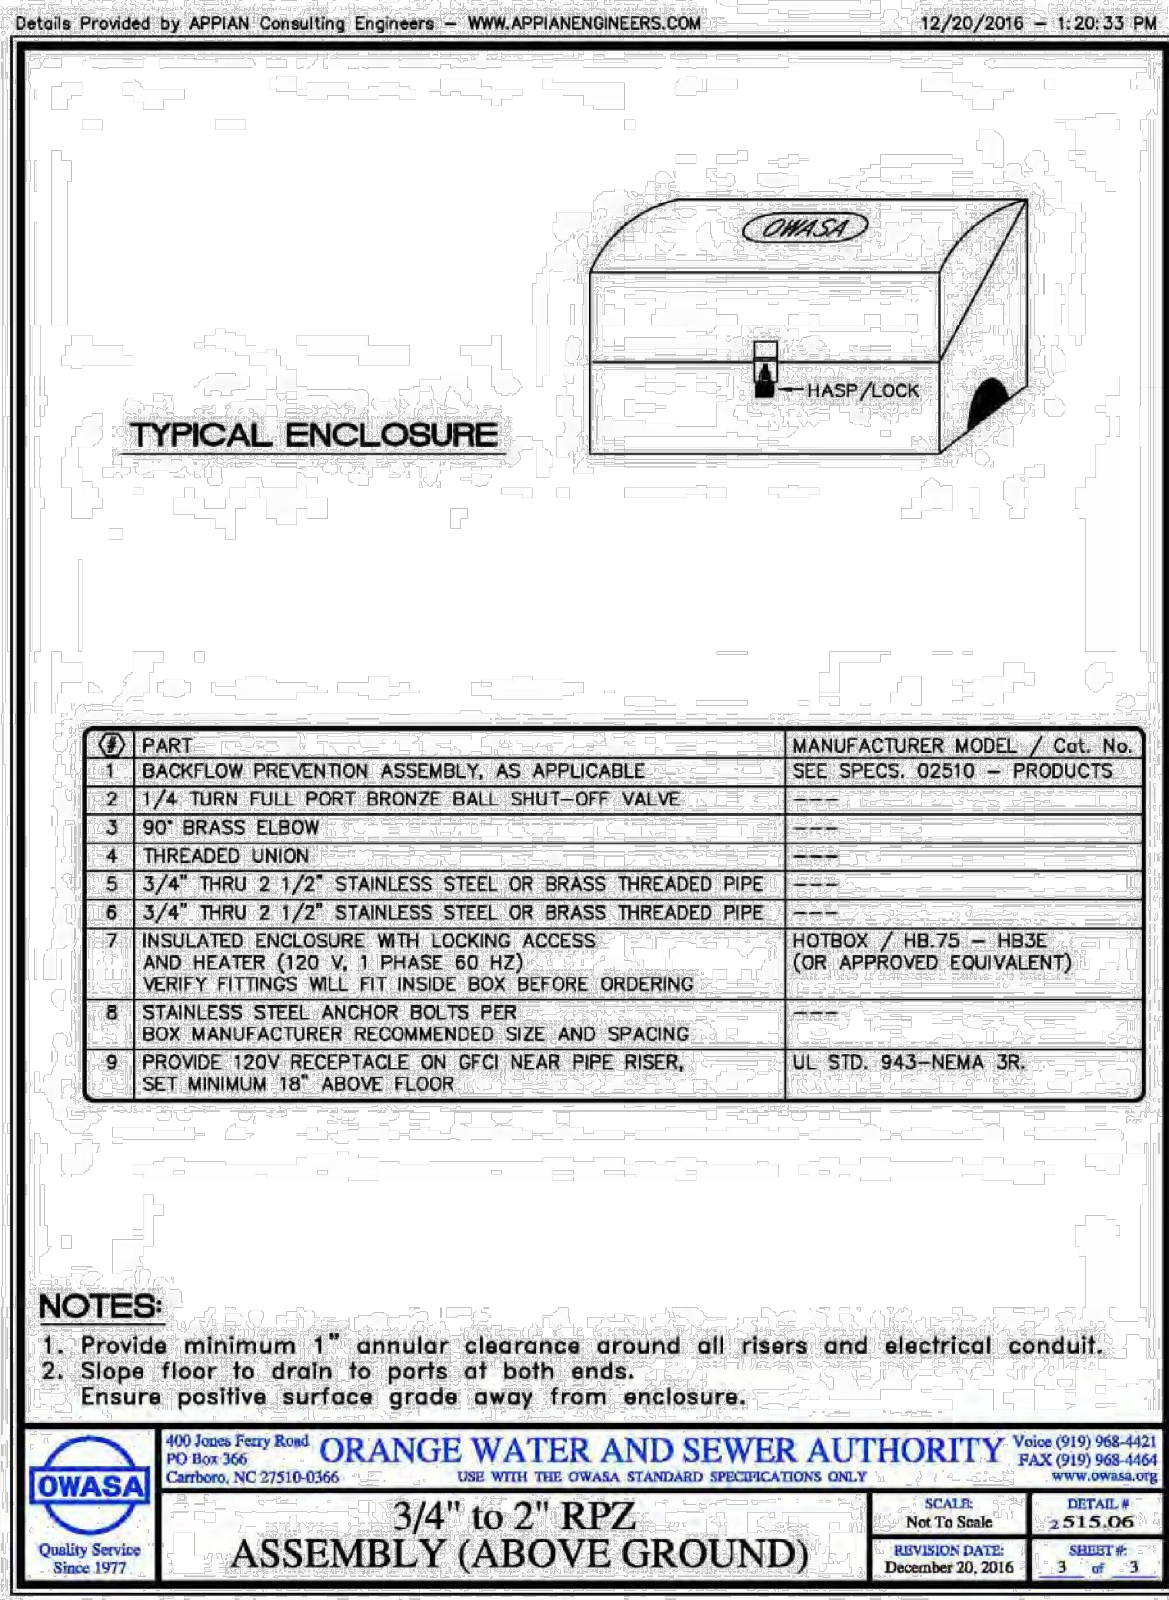 Details Provided by APPIAN Consulting Engineers – WWW.APPIANENGINEERS.COM 12/20/2016 – 1:20:33 PM
OWASA
HASP/LOCK
TYPICAL ENCLOSURE
# PART MANUFACTURER MODEL / Cat. No.
1 BACKFLOW PREVENTION ASSEMBLY, AS APPLICABLE SEE SPECS. 02510 – PRODUCTS
2 1/4 TURN FULL PORT BRONZE BALL SHUT–OFF VALVE –––
3 90° BRASS ELBOW –––
4 THREADED UNION –––
5 3/4" THRU 2 1/2" STAINLESS STEEL OR BRASS THREADED PIPE –––
6 3/4" THRU 2 1/2" STAINLESS STEEL OR BRASS THREADED PIPE –––
7 INSULATED ENCLOSURE WITH LOCKING ACCESS HOTBOX / HB.75 – HB3E
AND HEATER (120 V, 1 PHASE 60 HZ) (OR APPROVED EQUIVALENT)
VERIFY FITTINGS WILL FIT INSIDE BOX BEFORE ORDERING
8 STAINLESS STEEL ANCHOR BOLTS PER –––
BOX MANUFACTURER RECOMMENDED SIZE AND SPACING
9 PROVIDE 120V RECEPTACLE ON GFCI NEAR PIPE RISER, UL STD. 943–NEMA 3R.
SET MINIMUM 18" ABOVE FLOOR
NOTES:
1. Provide minimum 1" annular clearance around all risers and electrical conduit.
2. Slope floor to drain to ports at both ends.
Ensure positive surface grade away from enclosure.
OWASA
Quality Service
Since 1977
400 Jones Ferry Road
PO Box 366
Carrboro, NC 27510-0366
ORANGE WATER AND SEWER AUTHORITY
USE WITH THE OWASA STANDARD SPECIFICATIONS ONLY
Voice (919) 968-4421
FAX (919) 968-4464
www.owasa.org
3/4" to 2" RPZ
ASSEMBLY (ABOVE GROUND)
SCALE:
Not To Scale
DETAIL #
2 515.06
REVISION DATE:
December 20, 2016
SHEET #:
3 of 3